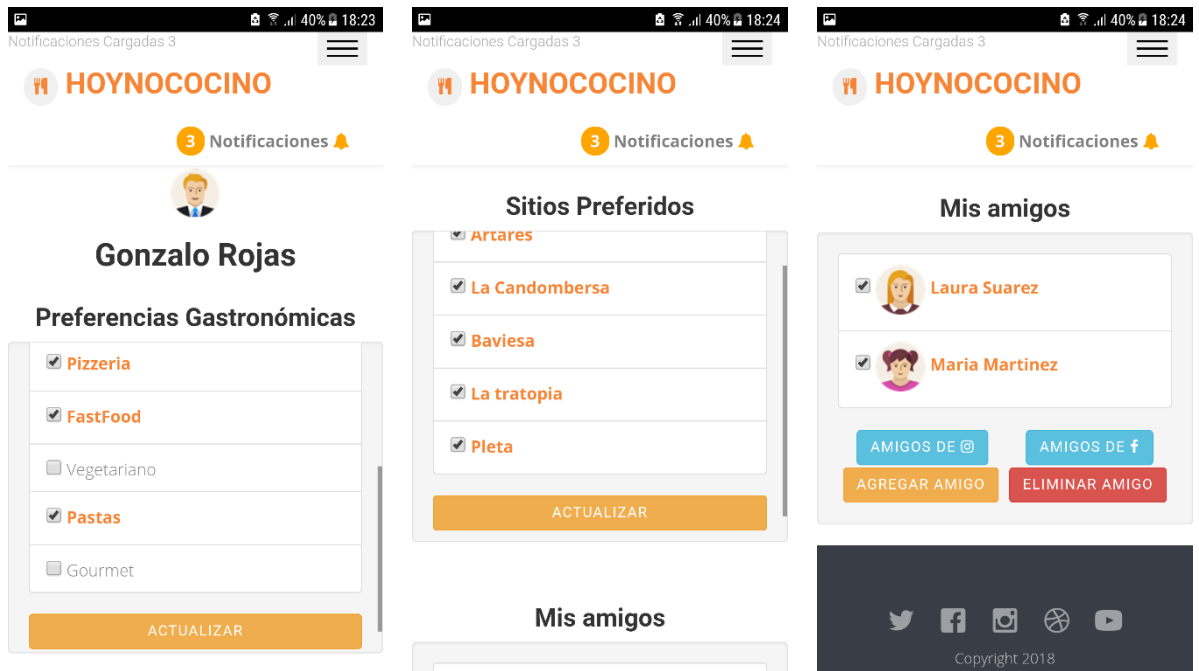 40% 18:23
Notificaciones Cargadas 3
HOYNOCOCINO
3 Notificaciones
Gonzalo Rojas
Preferencias Gastronómicas
Pizzeria
FastFood
Vegetariano
Pastas
Gourmet
ACTUALIZAR
40% 18:24
Notificaciones Cargadas 3
HOYNOCOCINO
3 Notificaciones
Sitios Preferidos
Artares
La Candombersa
Baviesa
La tratopia
Pleta
ACTUALIZAR
Mis amigos
40% 18:24
Notificaciones Cargadas 3
HOYNOCOCINO
3 Notificaciones
Mis amigos
Laura Suarez
Maria Martinez
AMIGOS DE
AMIGOS DE f
AGREGAR AMIGO
ELIMINAR AMIGO
Copyright 2018